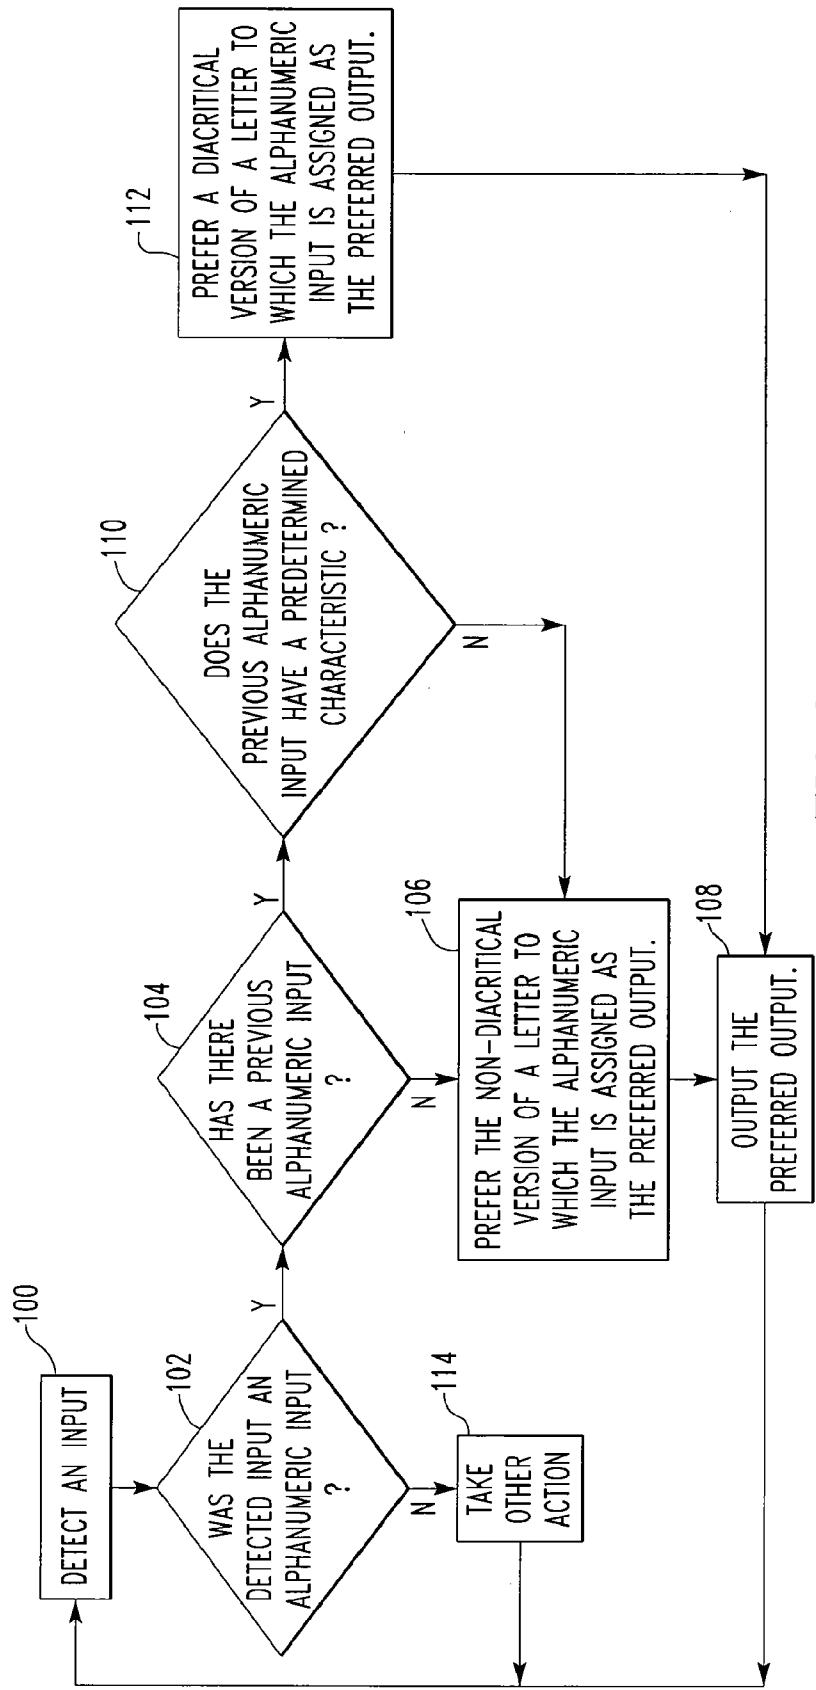 100
DETECT AN INPUT
102
WAS THE
DETECTED INPUT AN
ALPHANUMERIC INPUT
?
Y
N
114
TAKE
OTHER
ACTION
104
HAS THERE
BEEN A PREVIOUS
ALPHANUMERIC INPUT
?
Y
N
106
PREFER THE NON-DIACRITICAL
VERSION OF A LETTER TO
WHICH THE ALPHANUMERIC
INPUT IS ASSIGNED AS
THE PREFERRED OUTPUT.
108
OUTPUT THE
PREFERRED OUTPUT.
110
DOES THE
PREVIOUS ALPHANUMERIC
INPUT HAVE A PREDETERMINED
CHARACTERISTIC ?
Y
N
112
PREFER A DIACRITICAL
VERSION OF A LETTER TO
WHICH THE ALPHANUMERIC
INPUT IS ASSIGNED AS
THE PREFERRED OUTPUT.